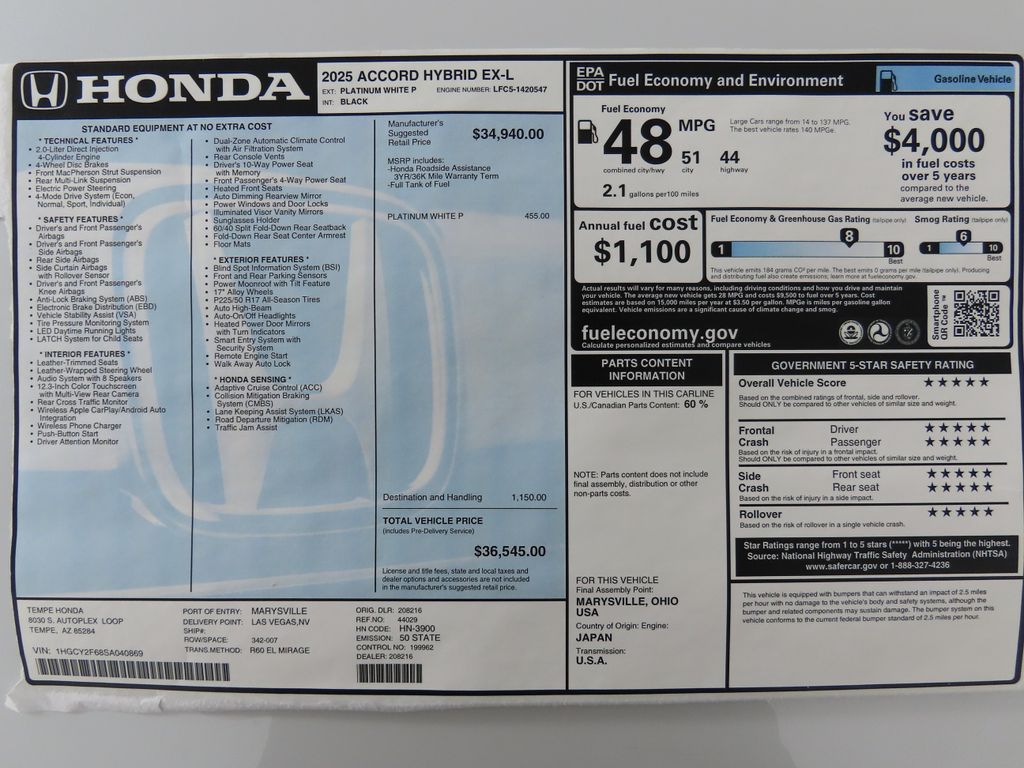 HONDA
2025 ACCORD HYBRID EX-L
EXT: PLATINUM WHITE P ENGINE NUMBER: LFC5-1420547
INT: BLACK
STANDARD EQUIPMENT AT NO EXTRA COST
* TECHNICAL FEATURES *
• 2.0-Liter Direct Injection
4-Cylinder Engine
• 4-Wheel Disc Brakes
• Front MacPherson Strut Suspension
• Rear Multi-Link Suspension
• Electric Power Steering
• 4-Mode Drive System (Econ,
Normal, Sport, Individual)
* SAFETY FEATURES *
• Driver's and Front Passenger's
Airbags
• Driver's and Front Passenger's
Side Airbags
• Rear Side Airbags
• Side Curtain Airbags
with Rollover Sensor
• Driver's and Front Passenger's
Knee Airbags
• Anti-Lock Braking System (ABS)
• Electronic Brake Distribution (EBD)
• Vehicle Stability Assist (VSA)
• Tire Pressure Monitoring System
• LED Daytime Running Lights
• LATCH System for Child Seats
* INTERIOR FEATURES *
• Leather-Trimmed Seats
• Leather-Wrapped Steering Wheel
• Audio System with 8 Speakers
• 12.3-Inch Color Touchscreen
with Multi-View Rear Camera
• Rear Cross Traffic Monitor
• Wireless Apple CarPlay/Android Auto
Integration
• Wireless Phone Charger
• Push-Button Start
• Driver Attention Monitor
• Dual-Zone Automatic Climate Control
with Air Filtration System
• Rear Console Vents
• Driver's 10-Way Power Seat
with Memory
• Front Passenger's 4-Way Power Seat
• Heated Front Seats
• Auto Dimming Rearview Mirror
• Power Windows and Door Locks
• Illuminated Visor Vanity Mirrors
• Sunglasses Holder
• 60/40 Split Fold-Down Rear Seatback
• Fold-Down Rear Seat Center Armrest
• Floor Mats
* EXTERIOR FEATURES *
• Blind Spot Information System (BSI)
• Front and Rear Parking Sensors
• Power Moonroof with Tilt Feature
• 17" Alloy Wheels
• P225/50 R17 All-Season Tires
• Auto High-Beam
• Auto-On/Off Headlights
• Heated Power Door Mirrors
with Turn Indicators
• Smart Entry System with
Security System
• Remote Engine Start
• Walk Away Auto Lock
* HONDA SENSING *
• Adaptive Cruise Control (ACC)
• Collision Mitigation Braking
System (CMBS)
• Lane Keeping Assist System (LKAS)
• Road Departure Mitigation (RDM)
• Traffic Jam Assist
Manufacturer's
Suggested
Retail Price
$34,940.00
MSRP includes:
-Honda Roadside Assistance
3YR/36K Mile Warranty Term
-Full Tank of Fuel
PLATINUM WHITE P 455.00
Destination and Handling 1,150.00
TOTAL VEHICLE PRICE
(includes Pre-Delivery Service)
$36,545.00
License and title fees, state and local taxes and
dealer options and accessories are not included
in the manufacturer's suggested retail price.
TEMPE HONDA
8030 S. AUTOPLEX LOOP
TEMPE, AZ 85284
VIN: 1HGCY2F68SA040869
PORT OF ENTRY: MARYSVILLE
DELIVERY POINT: LAS VEGAS,NV
SHIP#:
ROW/SPACE: 342-007
TRANS.METHOD: R60 EL MIRAGE
ORIG. DLR: 208216
REF.NO: 44029
HN CODE: HN-3900
EMISSION: 50 STATE
CONTROL NO: 199962
DEALER: 208216
EPA
DOT
Fuel Economy and Environment
Gasoline Vehicle
Fuel Economy
48 MPG
combined city/hwy
51
city
44
highway
2.1 gallons per 100 miles
Large Cars range from 14 to 137 MPG.
The best vehicle rates 140 MPGe.
You save
$4,000
in fuel costs
over 5 years
compared to the
average new vehicle.
Annual fuel cost
$1,100
Fuel Economy & Greenhouse Gas Rating (tailpipe only)
1 8 10
Best
Smog Rating (tailpipe only)
1 6 10
Best
This vehicle emits 184 grams CO² per mile. The best emits 0 grams per mile (tailpipe only). Producing
and distributing fuel also create emissions; learn more at fueleconomy.gov.
Actual results will vary for many reasons, including driving conditions and how you drive and maintain
your vehicle. The average new vehicle gets 28 MPG and costs $9,500 to fuel over 5 years. Cost
estimates are based on 15,000 miles per year at $3.50 per gallon. MPGe is miles per gasoline gallon
equivalent. Vehicle emissions are a significant cause of climate change and smog.
fueleconomy.gov
Calculate personalized estimates and compare vehicles
Smartphone
QR Code™
PARTS CONTENT
INFORMATION
FOR VEHICLES IN THIS CARLINE
U.S./Canadian Parts Content: 60 %
NOTE: Parts content does not include
final assembly, distribution or other
non-parts costs.
FOR THIS VEHICLE
Final Assembly Point:
MARYSVILLE, OHIO
USA
Country of Origin: Engine:
JAPAN
Transmission:
U.S.A.
GOVERNMENT 5-STAR SAFETY RATING
Overall Vehicle Score ★★★★★
Based on the combined ratings of frontal, side and rollover.
Should ONLY be compared to other vehicles of similar size and weight.
Frontal Driver ★★★★★
Crash Passenger ★★★★★
Based on the risk of injury in a frontal impact.
Should ONLY be compared to other vehicles of similar size and weight.
Side Front seat ★★★★★
Crash Rear seat ★★★★★
Based on the risk of injury in a side impact.
Rollover ★★★★★
Based on the risk of rollover in a single vehicle crash.
Star Ratings range from 1 to 5 stars (*****) with 5 being the highest.
Source: National Highway Traffic Safety Administration (NHTSA)
www.safercar.gov or 1-888-327-4236
This vehicle is equipped with bumpers that can withstand an impact of 2.5 miles
per hour with no damage to the vehicle's body and safety systems, although the
bumper and related components may sustain damage. The bumper system on this
vehicle conforms to the current federal bumper standard of 2.5 miles per hour.